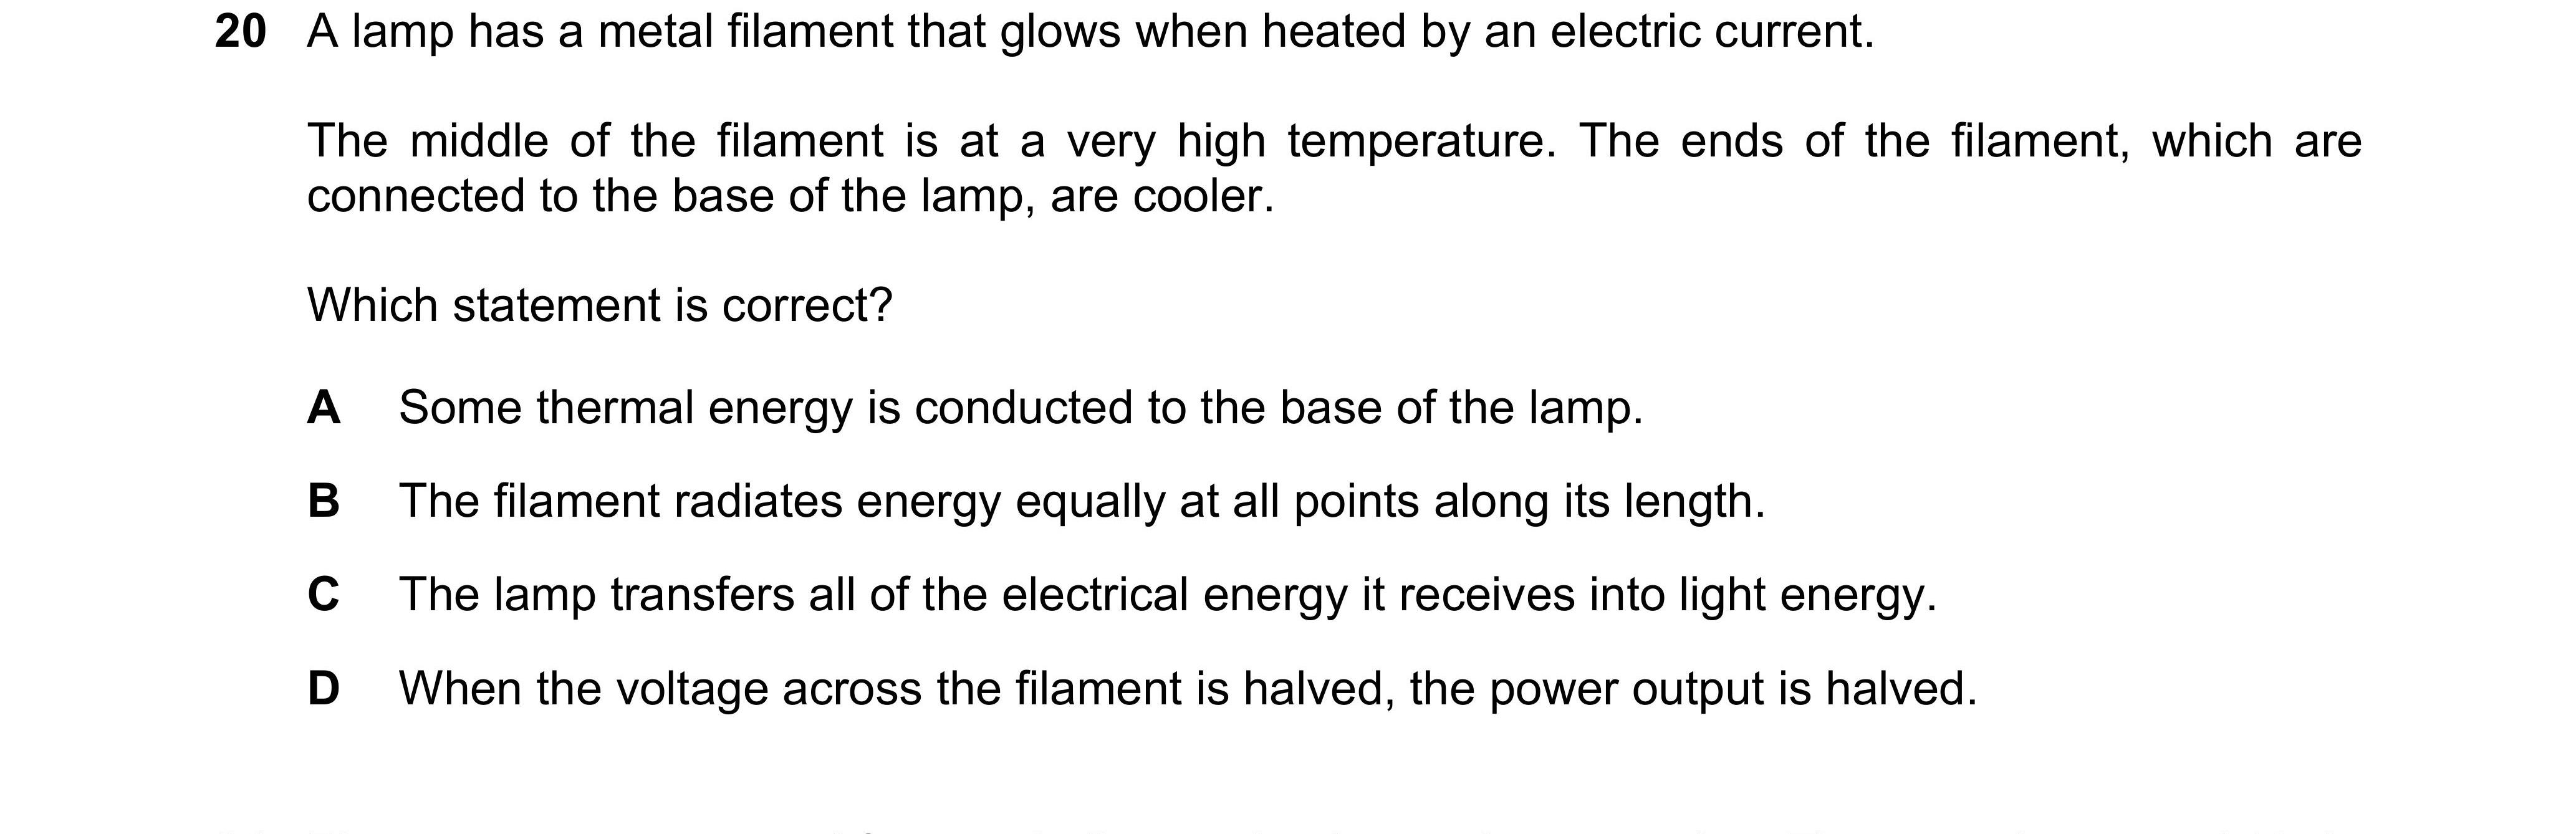 20 A lamp has a metal filament that glows when heated by an electric current.
The middle of the filament is at a very high temperature. The ends of the filament, which are
connected to the base of the lamp, are cooler.
Which statement is correct?
A Some thermal energy is conducted to the base of the lamp.
B The filament radiates energy equally at all points along its length.
C The lamp transfers all of the electrical energy it receives into light energy.
D When the voltage across the filament is halved, the power output is halved.